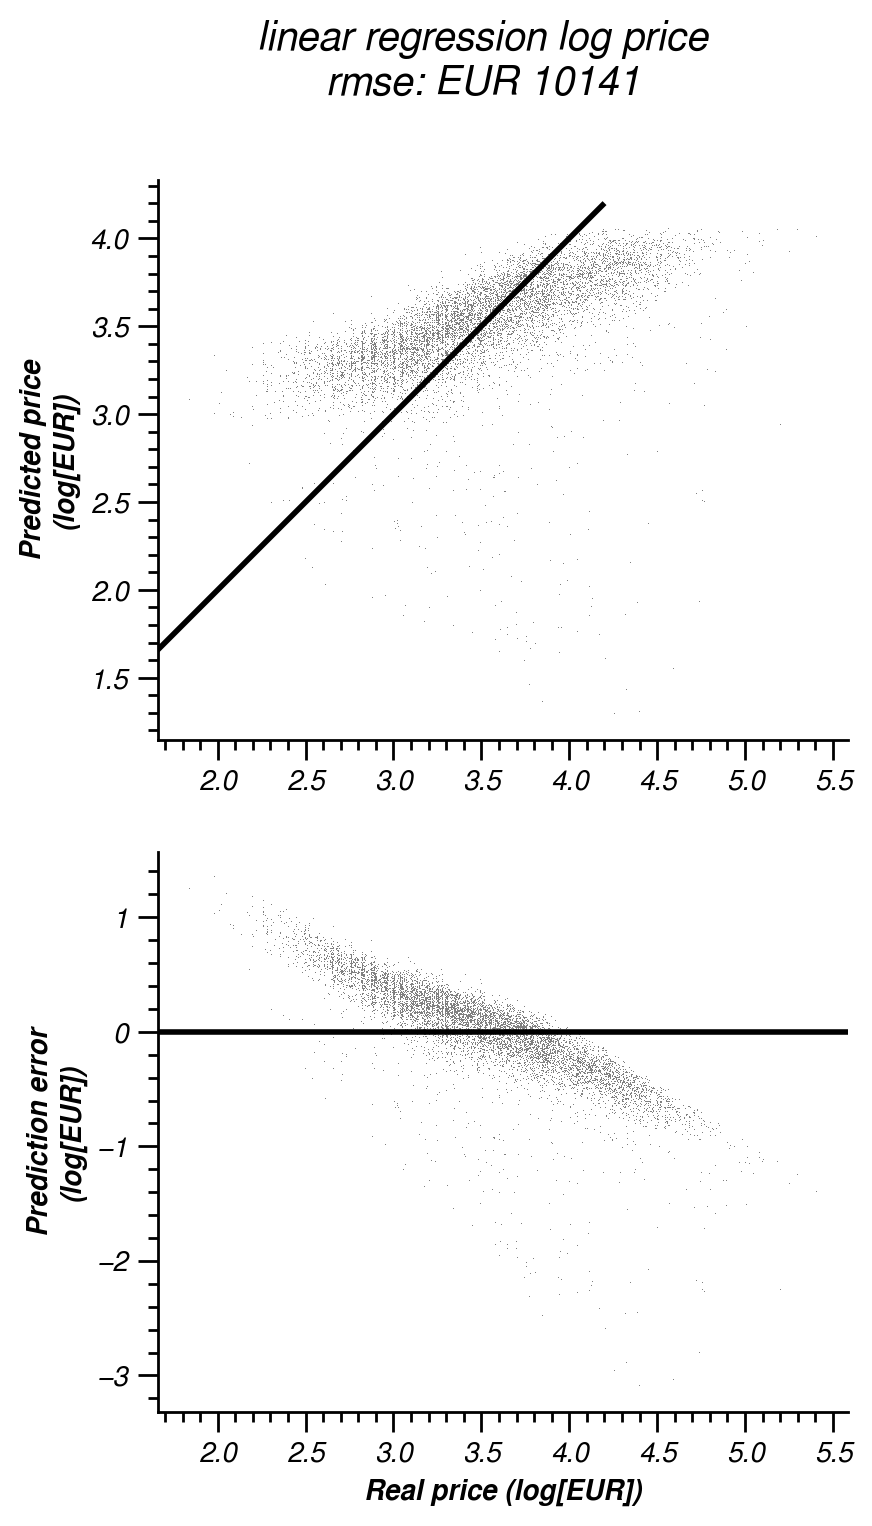 linear regression log price
rmse: EUR 10141
4.0
3.5
3.0
2.5
2.0
1.5
Predicted price
(log[EUR])
2.0 2.5 3.0 3.5 4.0 4.5 5.0 5.5
1
0
−1
−2
−3
Prediction error
(log[EUR])
2.0 2.5 3.0 3.5 4.0 4.5 5.0 5.5
Real price (log[EUR])